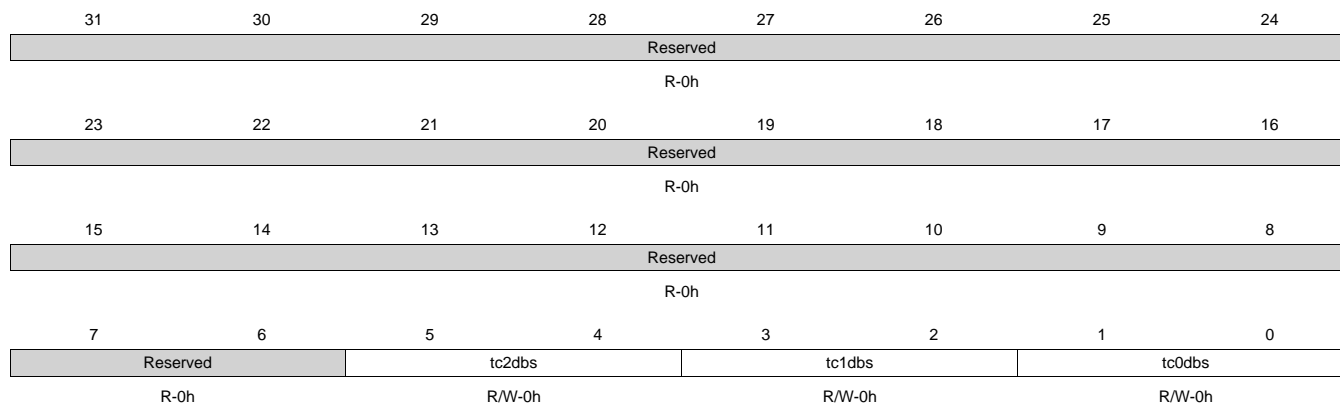 31 30 29 28 27 26 25 24
Reserved
R-0h
23 22 21 20 19 18 17 16
Reserved
R-0h
15 14 13 12 11 10 9 8
Reserved
R-0h
7 6 5 4 3 2 1 0
Reserved tc2dbs tc1dbs tc0dbs
R-0h R/W-0h R/W-0h R/W-0h